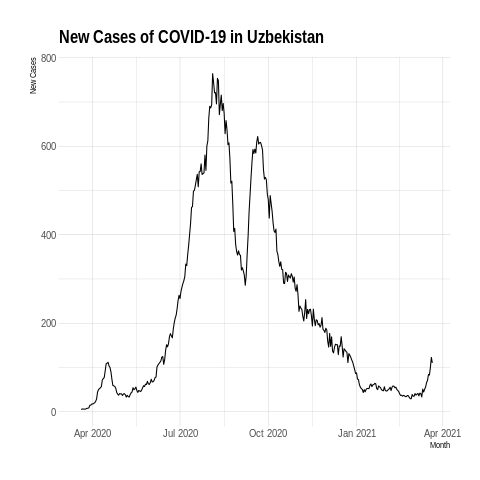 New Cases of COVID-19 in Uzbekistan
New Cases
800
600
400
200
0
Apr 2020 Jul 2020 Oct 2020 Jan 2021 Apr 2021
Month